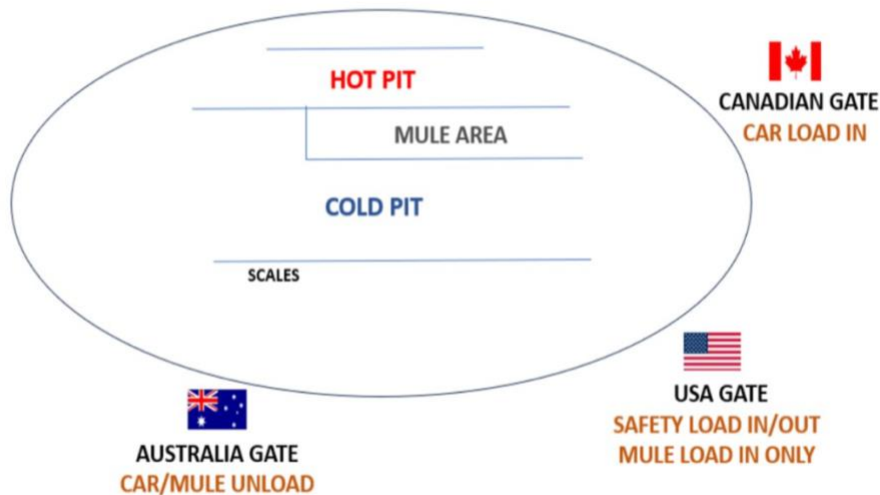 HOT PIT
MULE AREA
COLD PIT
SCALES
CANADIAN GATE
CAR LOAD IN
USA GATE
SAFETY LOAD IN/OUT
MULE LOAD IN ONLY
AUSTRALIA GATE
CAR/MULE UNLOAD